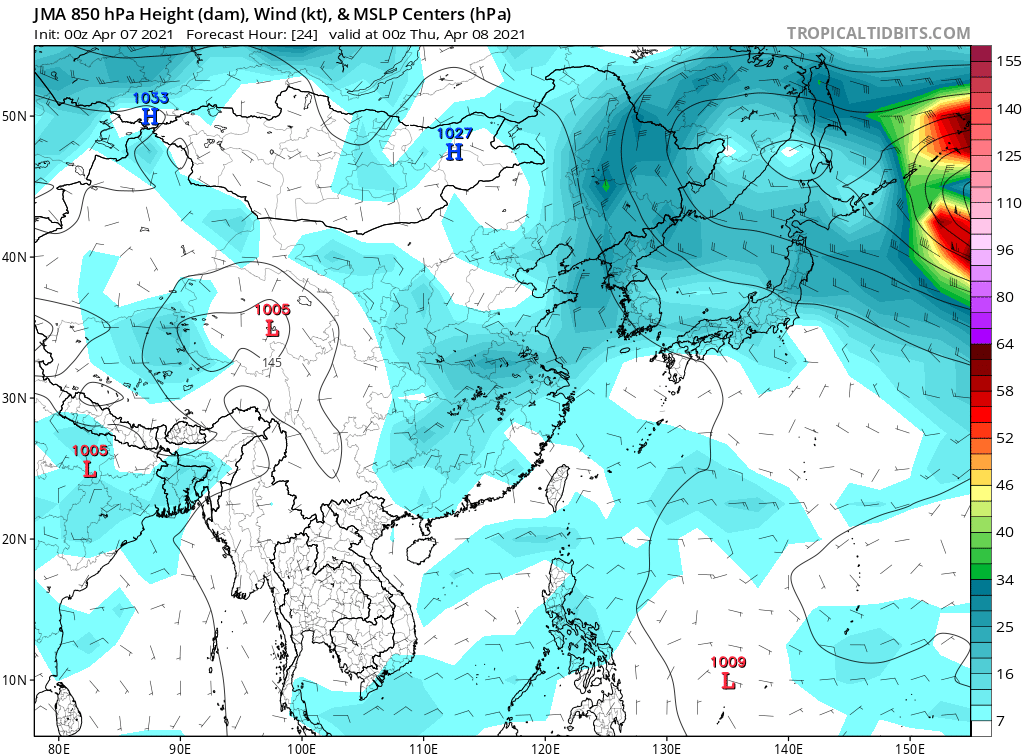 JMA 850 hPa Height (dam), Wind (kt), & MSLP Centers (hPa)
Init: 00z Apr 07 2021 Forecast Hour: [24] valid at 00z Thu, Apr 08 2021
TROPICALTIDBITS.COM
155
140
125
110
96
80
64
58
52
46
40
34
25
16
7
50N
40N
30N
20N
10N
1033
H
1027
H
1005
L
145
1005
L
1009
L
80E 90E 100E 110E 120E 130E 140E 150E